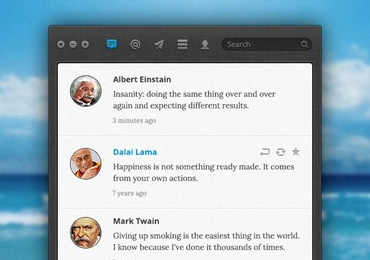 Search
Albert Einstein
Insanity: doing the same thing over and over
again and expecting different results.
3 minutes ago
Dalai Lama
Happiness is not something ready made. It comes
from your own actions.
7 years ago
Mark Twain
Giving up smoking is the easiest thing in the world.
I know because I've done it thousands of times.